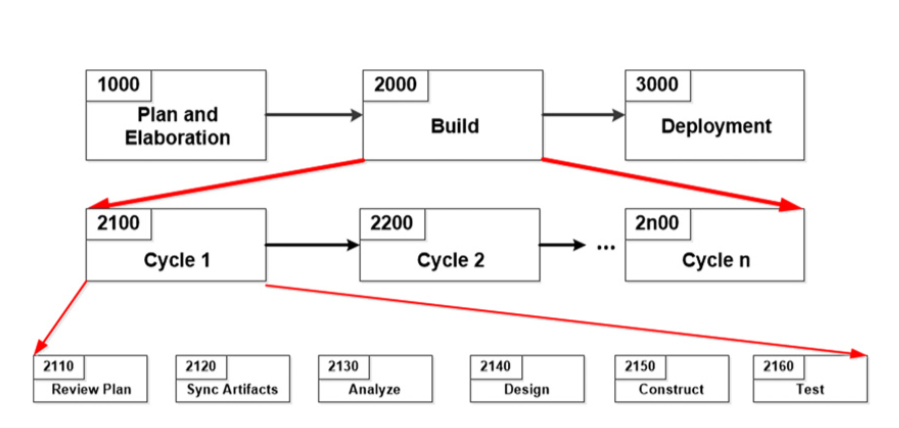 1000
Plan and
Elaboration
2000
Build
3000
Deployment
2100
Cycle 1
2200
Cycle 2
...
2n00
Cycle n
2110
Review Plan
2120
Sync Artifacts
2130
Analyze
2140
Design
2150
Construct
2160
Test